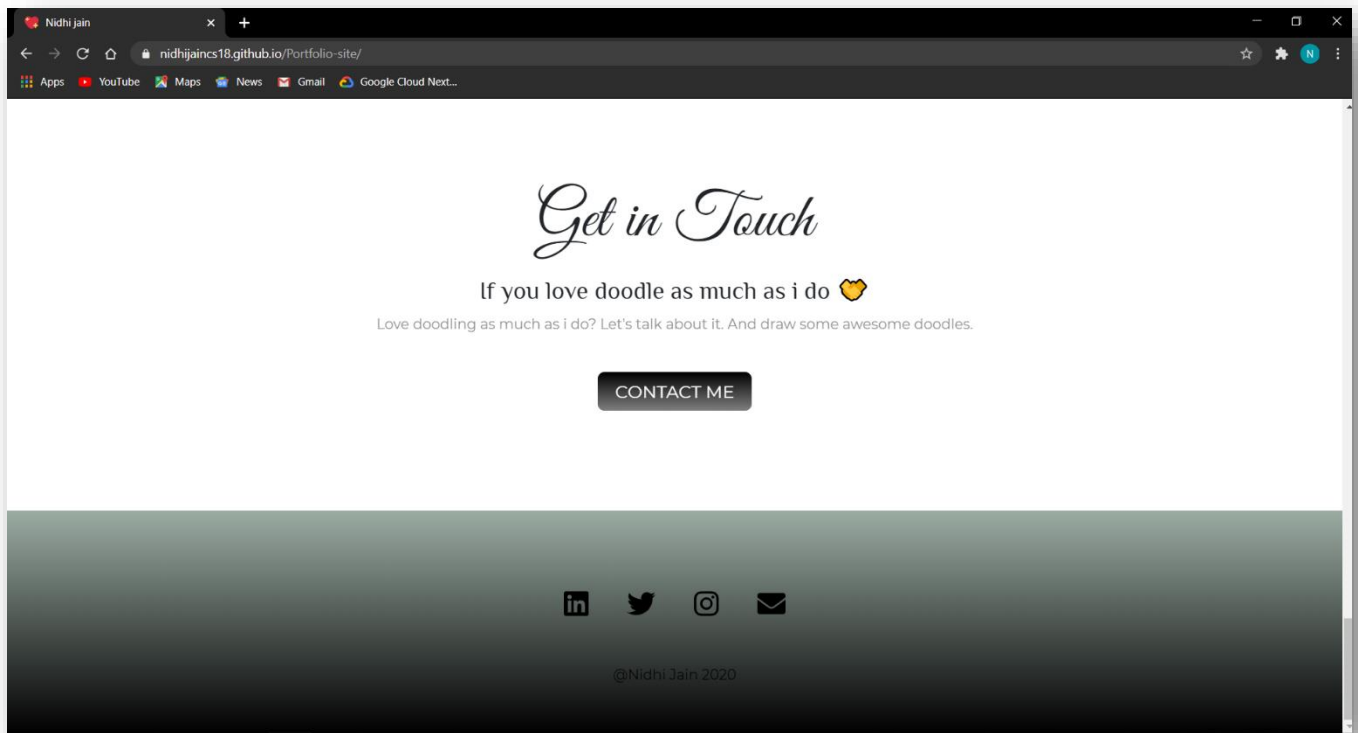 Nidhi jain
nidhijaincs18.github.io/Portfolio-site/
N
Apps YouTube Maps News Gmail Google Cloud Next...
Get in Touch
If you love doodle as much as i do
Love doodling as much as i do? Let's talk about it. And draw some awesome doodles.
CONTACT ME
in
@Nidhi Jain 2020